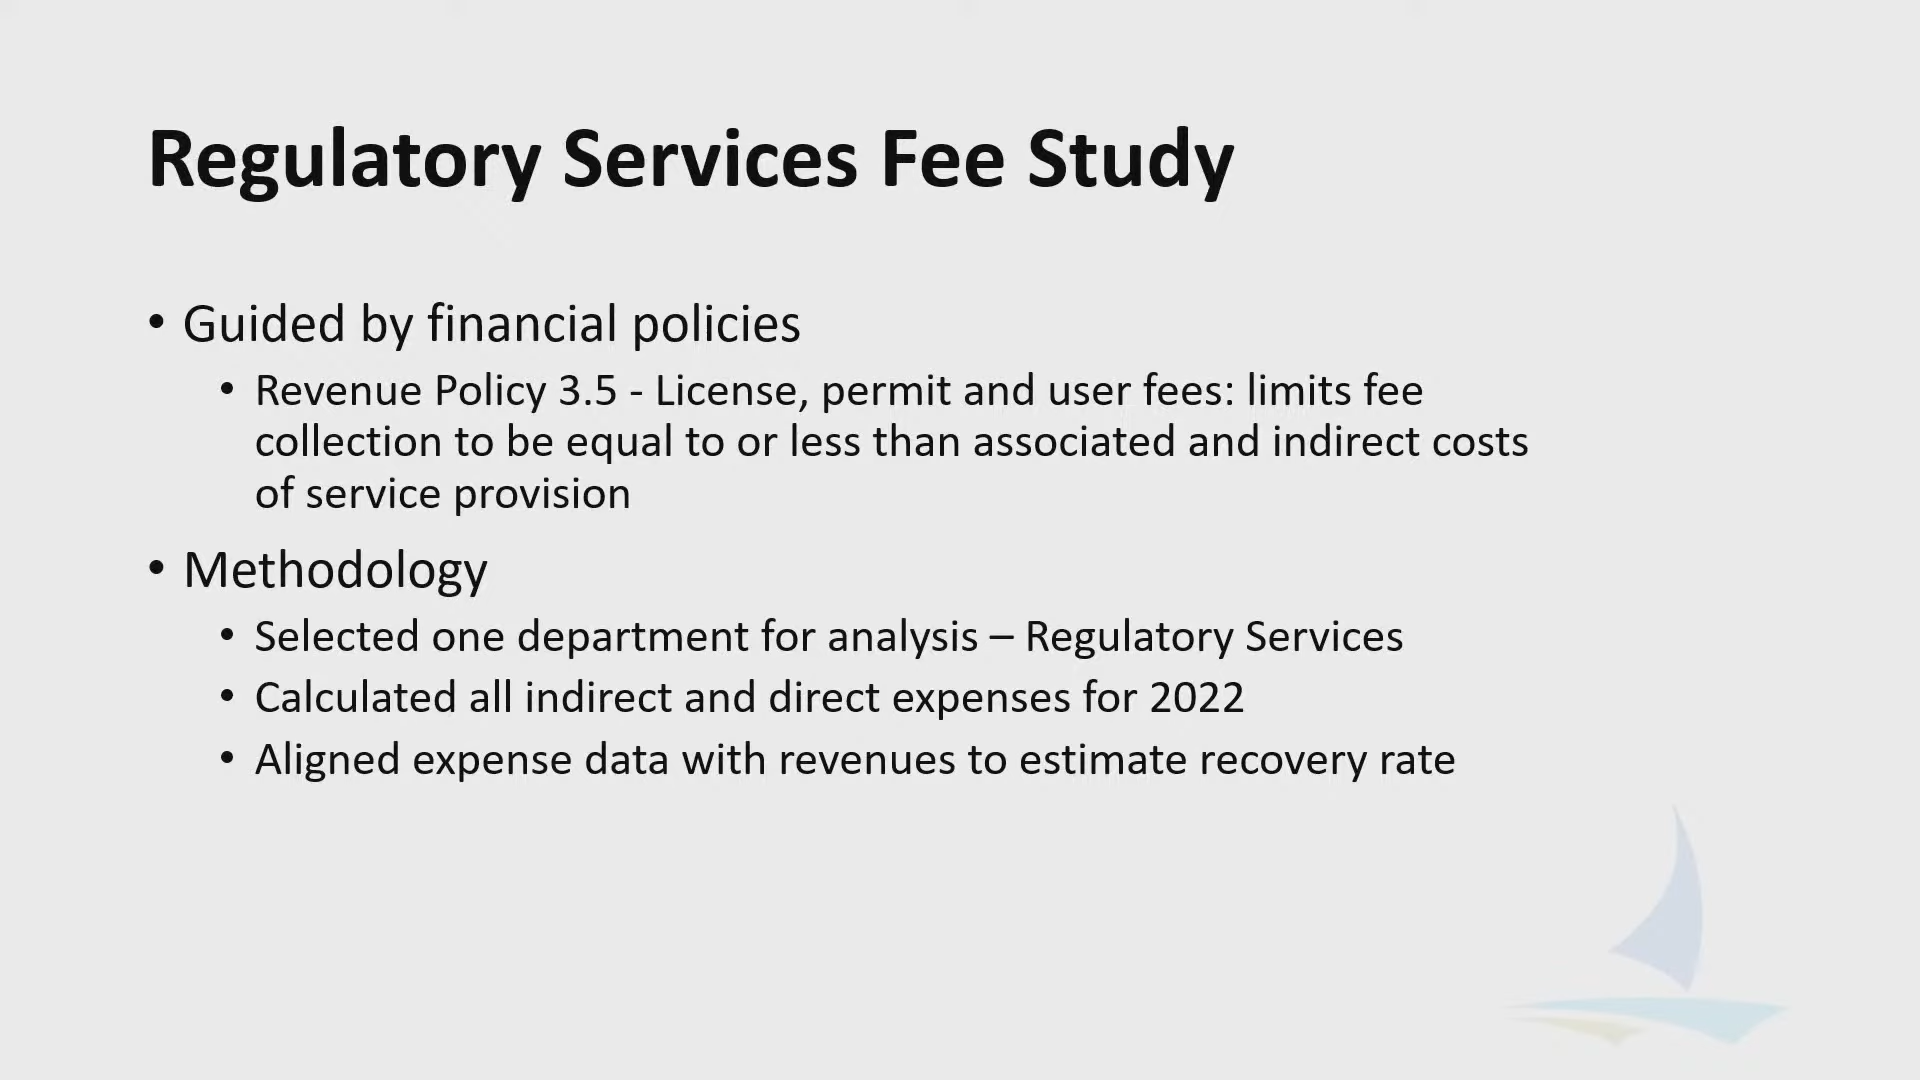 Regulatory Services Fee Study
• Guided by financial policies
• Revenue Policy 3.5 - License, permit and user fees: limits fee
collection to be equal to or less than associated and indirect costs
of service provision
• Methodology
• Selected one department for analysis – Regulatory Services
• Calculated all indirect and direct expenses for 2022
• Aligned expense data with revenues to estimate recovery rate